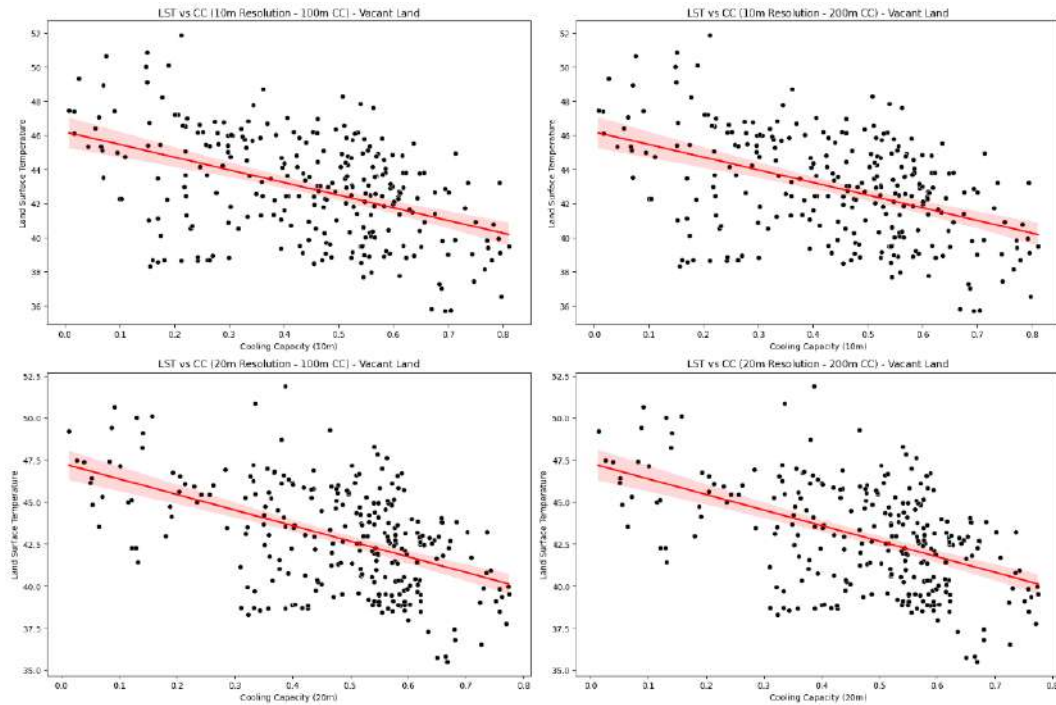 LST vs CC (10m Resolution - 100m CC) - Vacant Land
Land Surface Temperature
52
50
48
46
44
42
40
38
36
0.0 0.1 0.2 0.3 0.4 0.5 0.6 0.7 0.8
Cooling Capacity (10m)
LST vs CC (10m Resolution - 200m CC) - Vacant Land
Land Surface Temperature
52
50
48
46
44
42
40
38
36
0.0 0.1 0.2 0.3 0.4 0.5 0.6 0.7 0.8
Cooling Capacity (10m)
LST vs CC (20m Resolution - 100m CC) - Vacant Land
Land Surface Temperature
52.5
50.0
47.5
45.0
42.5
40.0
37.5
35.0
0.0 0.1 0.2 0.3 0.4 0.5 0.6 0.7 0.8
Cooling Capacity (20m)
LST vs CC (20m Resolution - 200m CC) - Vacant Land
Land Surface Temperature
52.5
50.0
47.5
45.0
42.5
40.0
37.5
35.0
0.0 0.1 0.2 0.3 0.4 0.5 0.6 0.7 0.8
Cooling Capacity (20m)